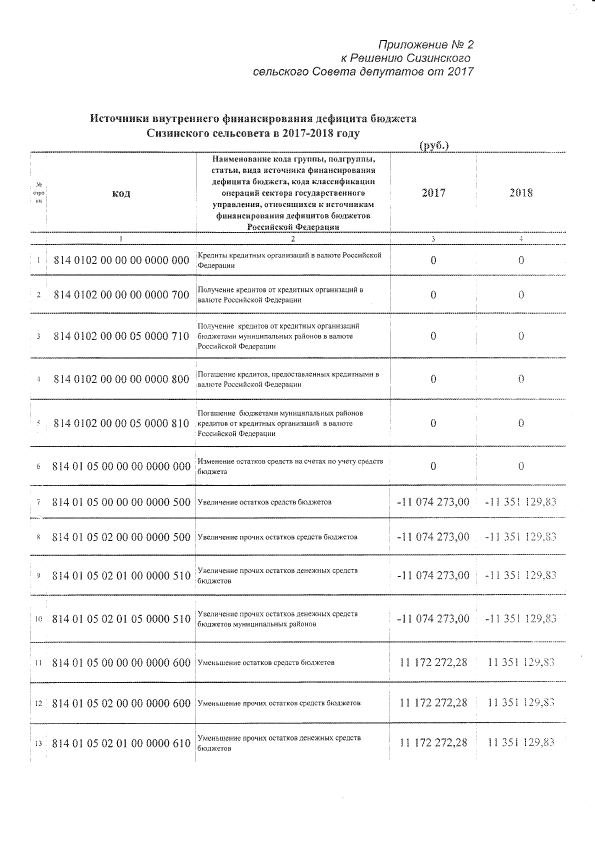 Приложение № 2
к Решению Сизинского
сельского Совета депутатов от 2017
Источники внутреннего финансирования дефицита бюджета
Сизинского сельсовета в 2017-2018 году
(руб.)
№
стро
ки
код
Наименование кода группы, подгруппы,
статьи, вида источника финансирования
дефицита бюджета, кода классификации
операций сектора государственного
управления, относящихся к источникам
финансирования дефицитов бюджетов
Российской Федерации
2017
2018
1 2 3 4
1 814 0102 00 00 00 0000 000 Кредиты кредитных организаций в валюте Российской
Федерации 0 0
2 814 0102 00 00 00 0000 700 Получение кредитов от кредитных организаций в
валюте Российской Федерации 0 0
3 814 0102 00 00 05 0000 710 Получение кредитов от кредитных организаций
бюджетами муниципальных районов в валюте
Российской Федерации 0 0
4 814 0102 00 00 00 0000 800 Погашение кредитов, предоставленных кредитными в
валюте Российской Федерации 0 0
5 814 0102 00 00 05 0000 810 Погашение бюджетами муниципальных районов
кредитов от кредитных организаций в валюте
Российской Федерации 0 0
6 814 01 05 00 00 00 0000 000 Изменение остатков средств на счетах по учету средств
бюджета 0 0
7 814 01 05 00 00 00 0000 500 Увеличение остатков средств бюджетов -11 074 273,00 -11 351 129,83
8 814 01 05 02 00 00 0000 500 Увеличение прочих остатков средств бюджетов -11 074 273,00 -11 351 129,83
9 814 01 05 02 01 00 0000 510 Увеличение прочих остатков денежных средств
бюджетов -11 074 273,00 -11 351 129,83
10 814 01 05 02 01 05 0000 510 Увеличение прочих остатков денежных средств
бюджетов муниципальных районов -11 074 273,00 -11 351 129,83
11 814 01 05 00 00 00 0000 600 Уменьшение остатков средств бюджетов 11 172 272,28 11 351 129,83
12 814 01 05 02 00 00 0000 600 Уменьшение прочих остатков средств бюджетов 11 172 272,28 11 351 129,83
13 814 01 05 02 01 00 0000 610 Уменьшение прочих остатков денежных средств
бюджетов 11 172 272,28 11 351 129,83